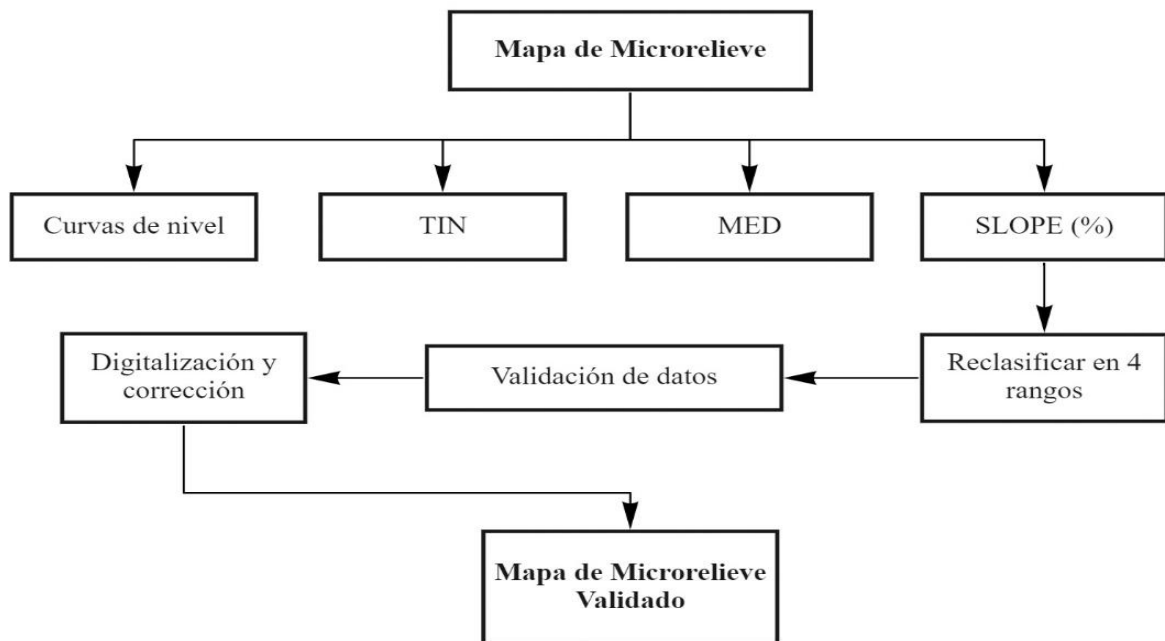 Mapa de Microrelieve
Curvas de nivel
TIN
MED
SLOPE (%)
Reclasificar en 4
rangos
Validación de datos
Digitalización y
corrección
Mapa de Microrelieve
Validado